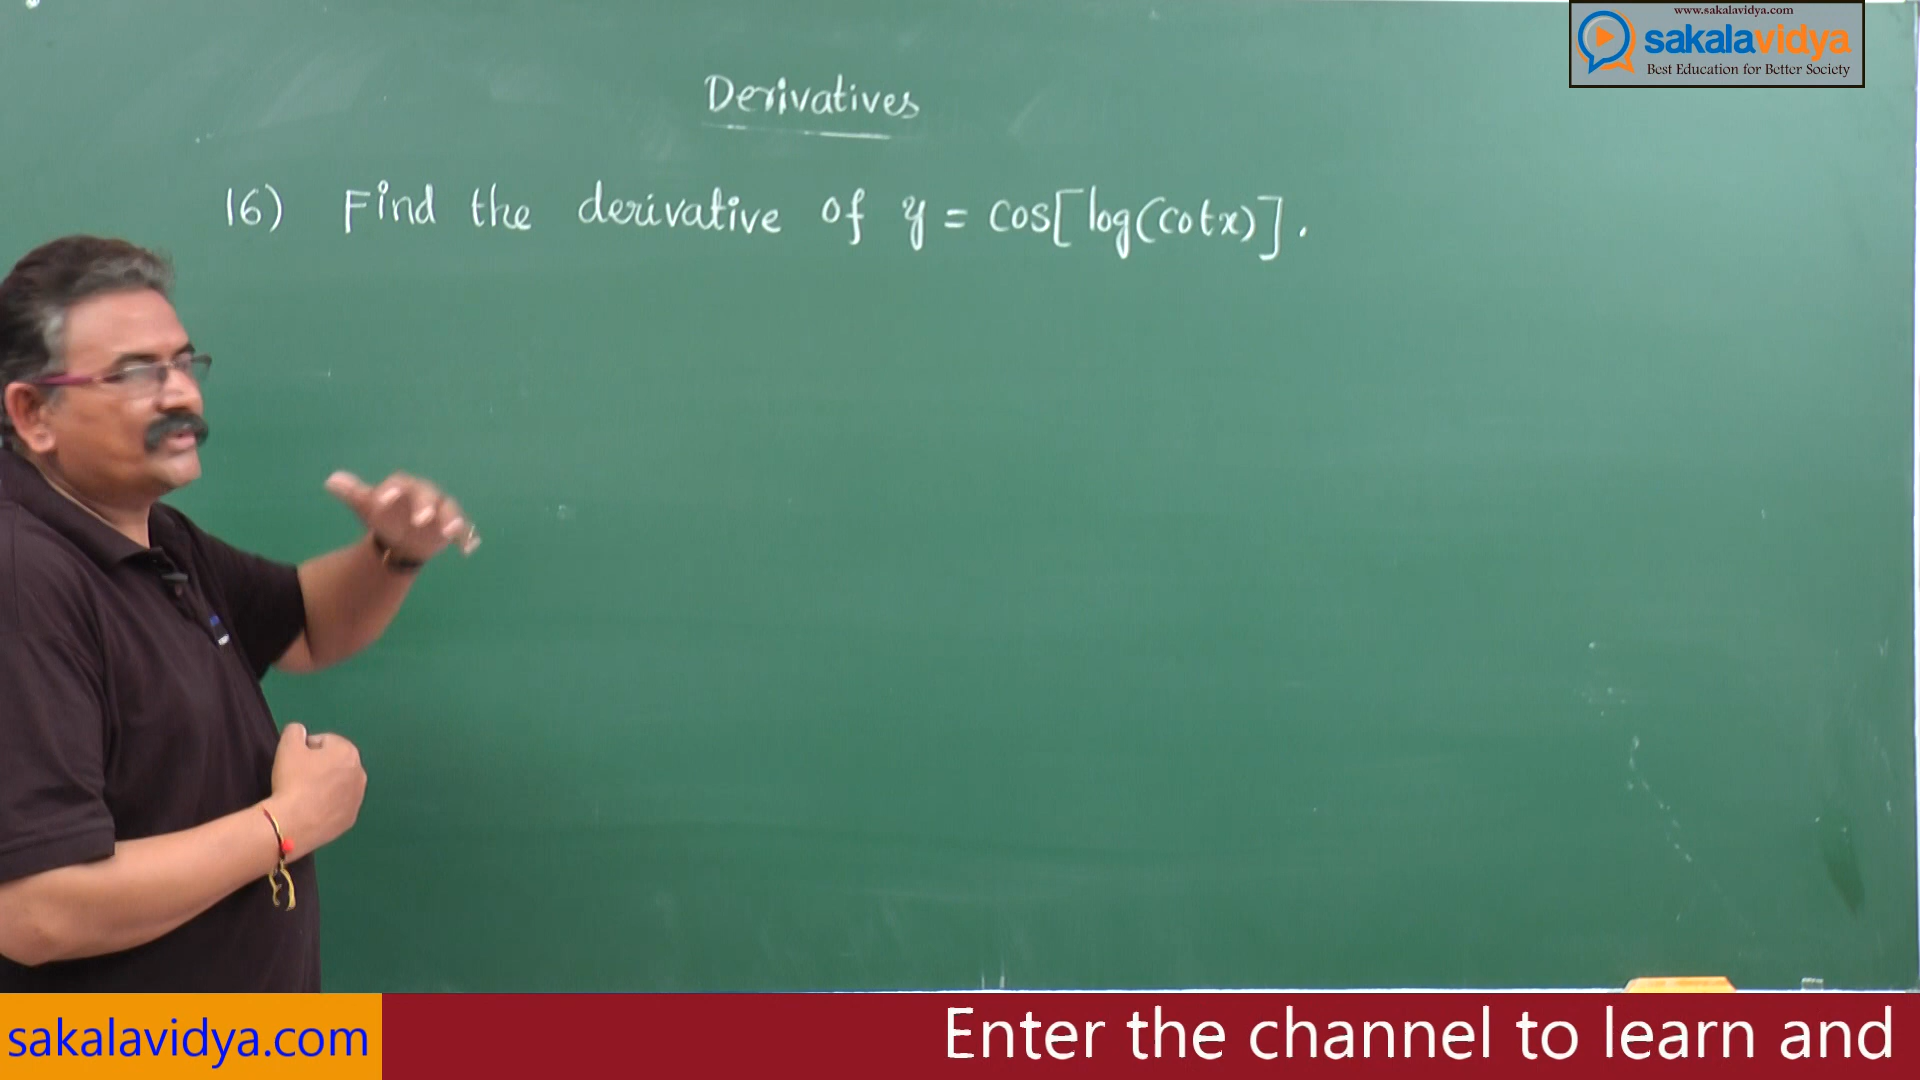 www.sakalavidya.com
sakalavidya
Best Education for Better Society
Derivatives
16) Find the derivative of y = cos[log(cotx)].
sakalavidya.com
Enter the channel to learn and